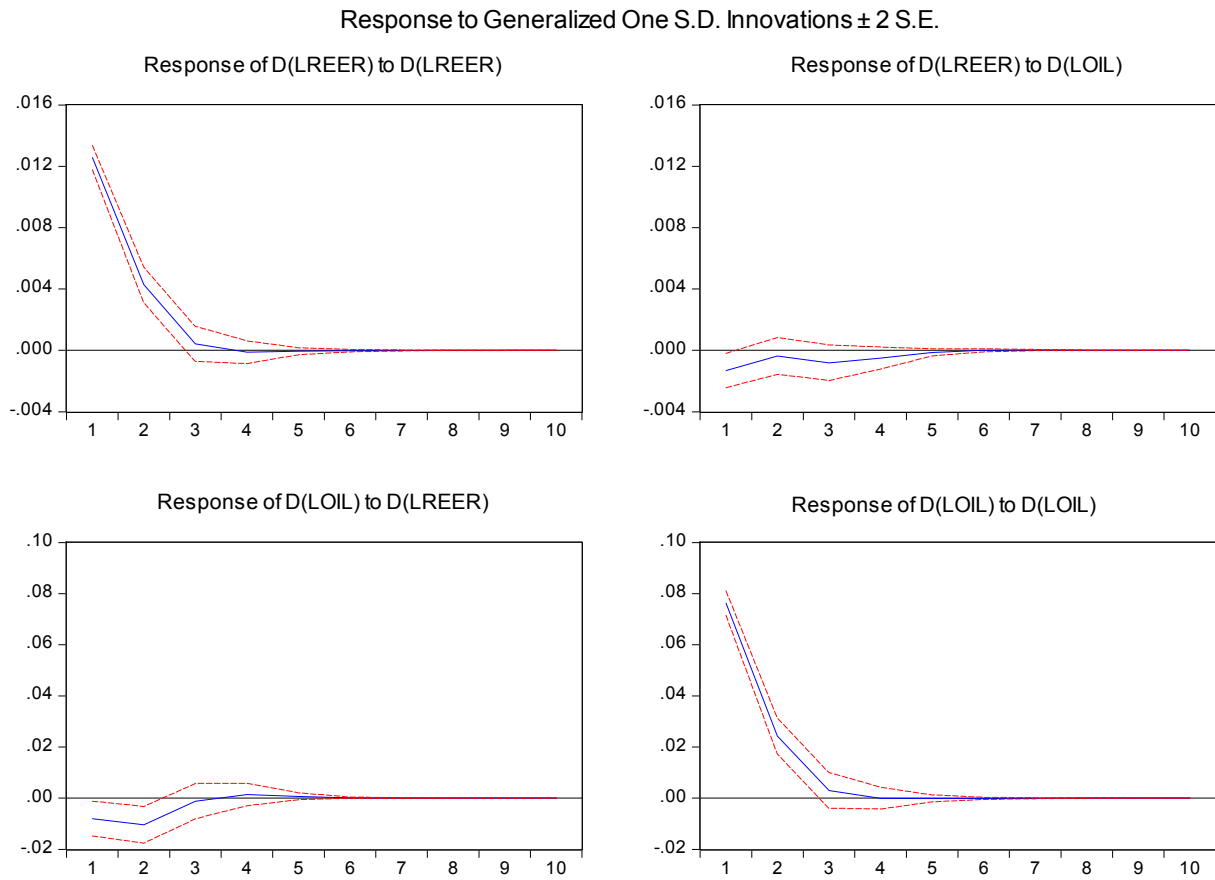 Response to Generalized One S.D. Innovations ± 2 S.E.
Response of D(LREER) to D(LREER)
.016
.012
.008
.004
.000
-.004
1 2 3 4 5 6 7 8 9 10
Response of D(LREER) to D(LOIL)
.016
.012
.008
.004
.000
-.004
1 2 3 4 5 6 7 8 9 10
Response of D(LOIL) to D(LREER)
.10
.08
.06
.04
.02
.00
-.02
1 2 3 4 5 6 7 8 9 10
Response of D(LOIL) to D(LOIL)
.10
.08
.06
.04
.02
.00
-.02
1 2 3 4 5 6 7 8 9 10